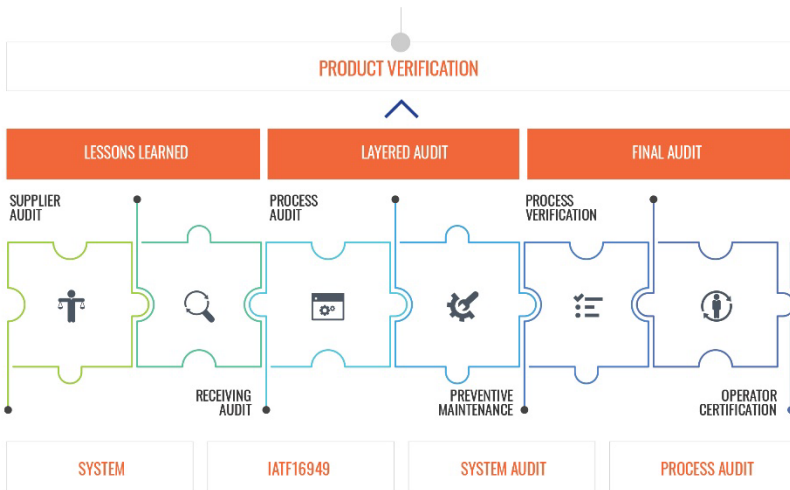 PRODUCT VERIFICATION
LESSONS LEARNED
LAYERED AUDIT
FINAL AUDIT
SUPPLIER
AUDIT
PROCESS
AUDIT
PROCESS
VERIFICATION
RECEIVING
AUDIT
PREVENTIVE
MAINTENANCE
OPERATOR
CERTIFICATION
SYSTEM
IATF16949
SYSTEM AUDIT
PROCESS AUDIT